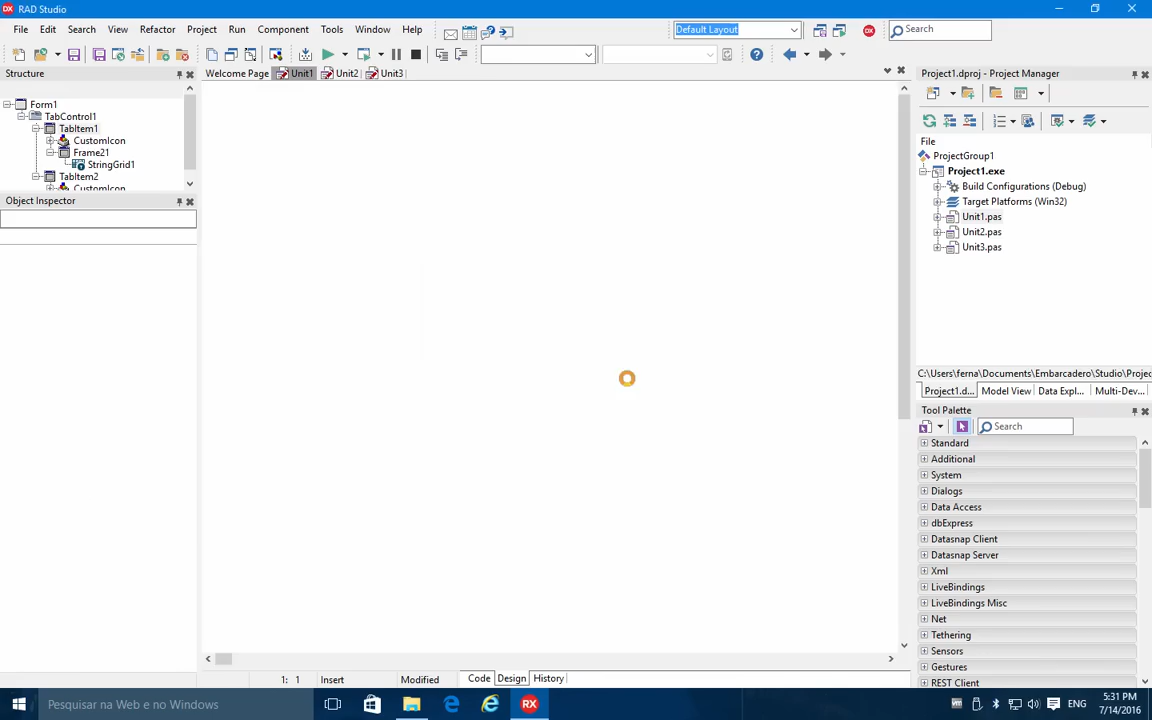 RAD Studio
File Edit Search View Refactor Project Run Component Tools Window Help
Default Layout
Search
Structure
Welcome Page Unit1 Unit2 Unit3
Project1.dproj - Project Manager
Form1
TabControl1
TabItem1
CustomIcon
Frame21
StringGrid1
TabItem2
CustomIcon
Object Inspector
File
ProjectGroup1
Project1.exe
Build Configurations (Debug)
Target Platforms (Win32)
Unit1.pas
Unit2.pas
Unit3.pas
C:\Users\ferna\Documents\Embarcadero\Studio\Projec
Project1.d... Model View Data Expl... Multi-Dev...
Tool Palette
Search
Standard
Additional
System
Dialogs
Data Access
dbExpress
Datasnap Client
Datasnap Server
Xml
LiveBindings
LiveBindings Misc
Net
Tethering
Sensors
Gestures
REST Client
1: 1 Insert Modified Code Design History
Pesquisar na Web e no Windows
RX
ENG
5:31 PM
7/14/2016